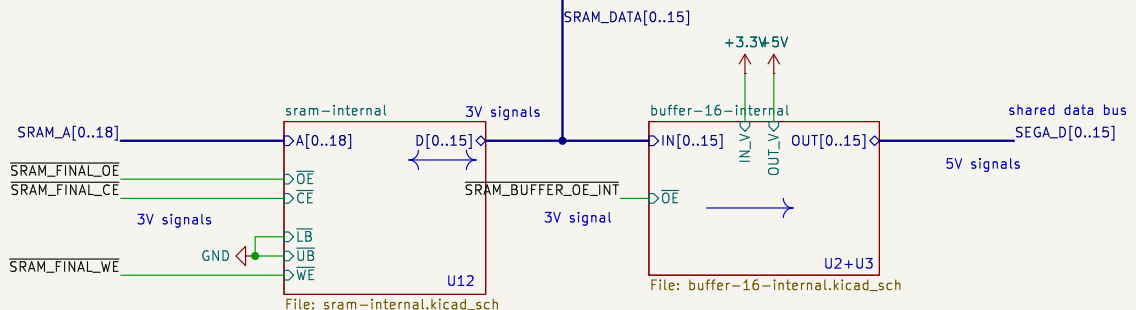 SRAM_DATA[0..15]
+3.3V
+5V
sram-internal
3V signals
buffer-16-internal
shared data bus
SRAM_A[0..18]
A[0..18]
D[0..15]
IN[0..15]
IN_V
OUT_V
OUT[0..15]
SEGA_D[0..15]
5V signals
SRAM_FINAL_OE
OE
SRAM_FINAL_CE
CE
SRAM_BUFFER_OE_INT
OE
3V signals
3V signal
LB
GND
UB
SRAM_FINAL_WE
WE
U12
U2+U3
File: sram-internal.kicad_sch
File: buffer-16-internal.kicad_sch